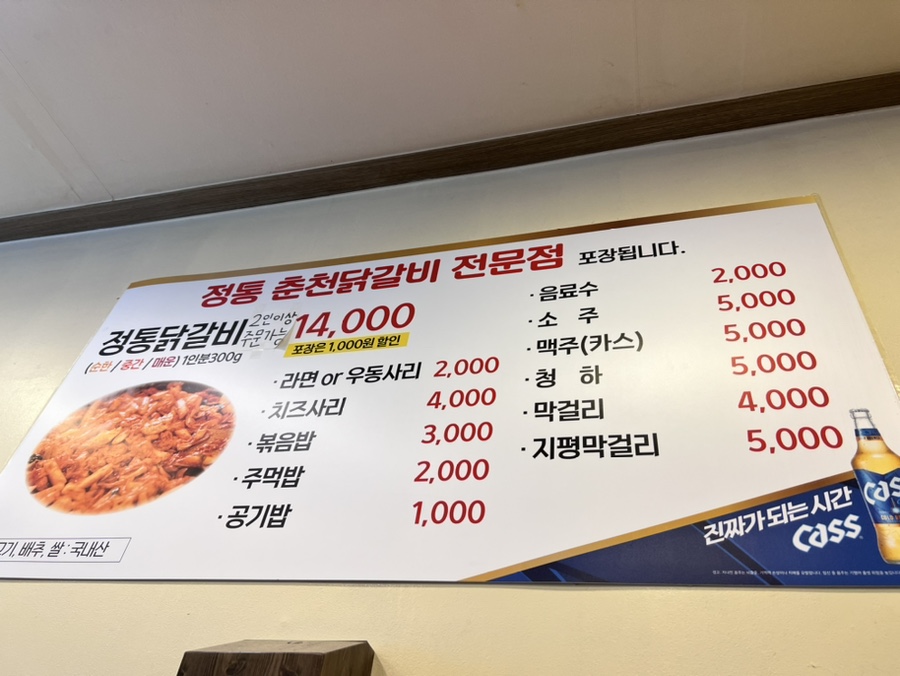 정통 춘천닭갈비 전문점 포장됩니다.
정통닭갈비 2인이상 주문가능 14,000
(순한 / 중간 / 매운) 1인분300g
포장은 1,000원 할인
· 라면 or 우동사리 2,000
· 치즈사리 4,000
· 볶음밥 3,000
· 주먹밥 2,000
· 공기밥 1,000
· 음료수 2,000
· 소 주 5,000
· 맥주(카스) 5,000
· 청 하 5,000
· 막걸리 4,000
· 지평막걸리 5,000
배추, 쌀 : 국내산
진짜가 되는 시간
cass